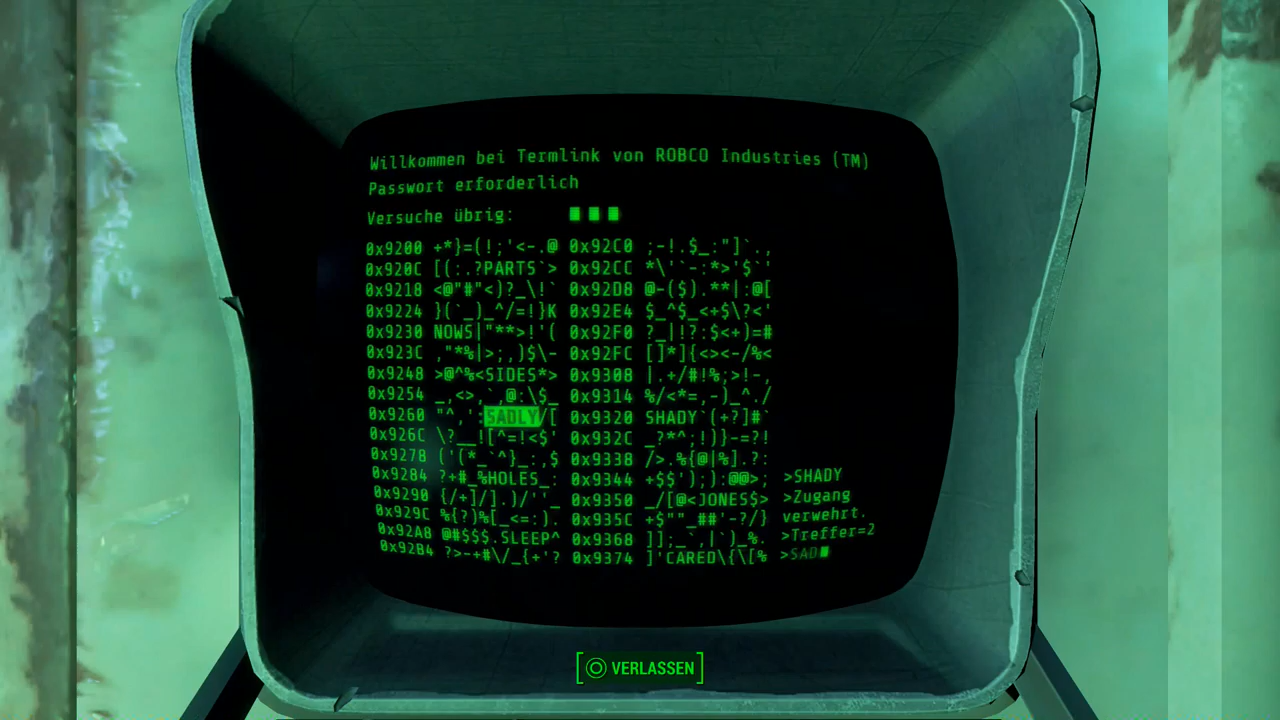 Willkommen bei Termlink von ROBCO Industries (TM)
Passwort erforderlich
Versuche übrig: ■ ■ ■
0x9200 +*}=(!;'<-.@ 0x92C0 ;-!.$_:"]`.,
0x920C [(:.?PARTS`> 0x92CC *\'`-:*>'$`'
0x9218 <@"#"<)?_\!` 0x92D8 @-($).**|:@[
0x9224 }(`_)_^/=!}K 0x92E4 $_^$_<+$\?<'
0x9230 NOWS|"**>!'( 0x92F0 ?_|!?:$<+)=#
0x923C ,"*%|>;,)$\- 0x92FC []*]{<><-/%<
0x9248 >@^%<SIDES*> 0x9308 |.+/#!%;>!-,
0x9254 _,<>,`,@:\$_ 0x9314 %/<*=,-)_^./
0x9260 "^,':SADLY/[ 0x9320 SHADY`(+?]#`
0x926C \?__![^=!<$' 0x932C _?*^;!)}-=?!
0x9278 ('(*_`^}_:,$ 0x9338 />.%{@|%].?:
0x9284 ?+#_%HOLES_: 0x9344 +$$');):@@>;
0x9290 {/+]/].)/''_ 0x9350 _/[@<JONES$>
0x929C %{?)%[_<=:). 0x935C +$""_##'-?/}
0x92A8 @#$$$.SLEEP^ 0x9368 ]];_`,|`)_%.
0x92B4 ?>-+#\/_{+'? 0x9374 ]'CARED\{\[%
>SHADY
>Zugang
verwehrt.
>Treffer=2
>SAD■
[◎ VERLASSEN]